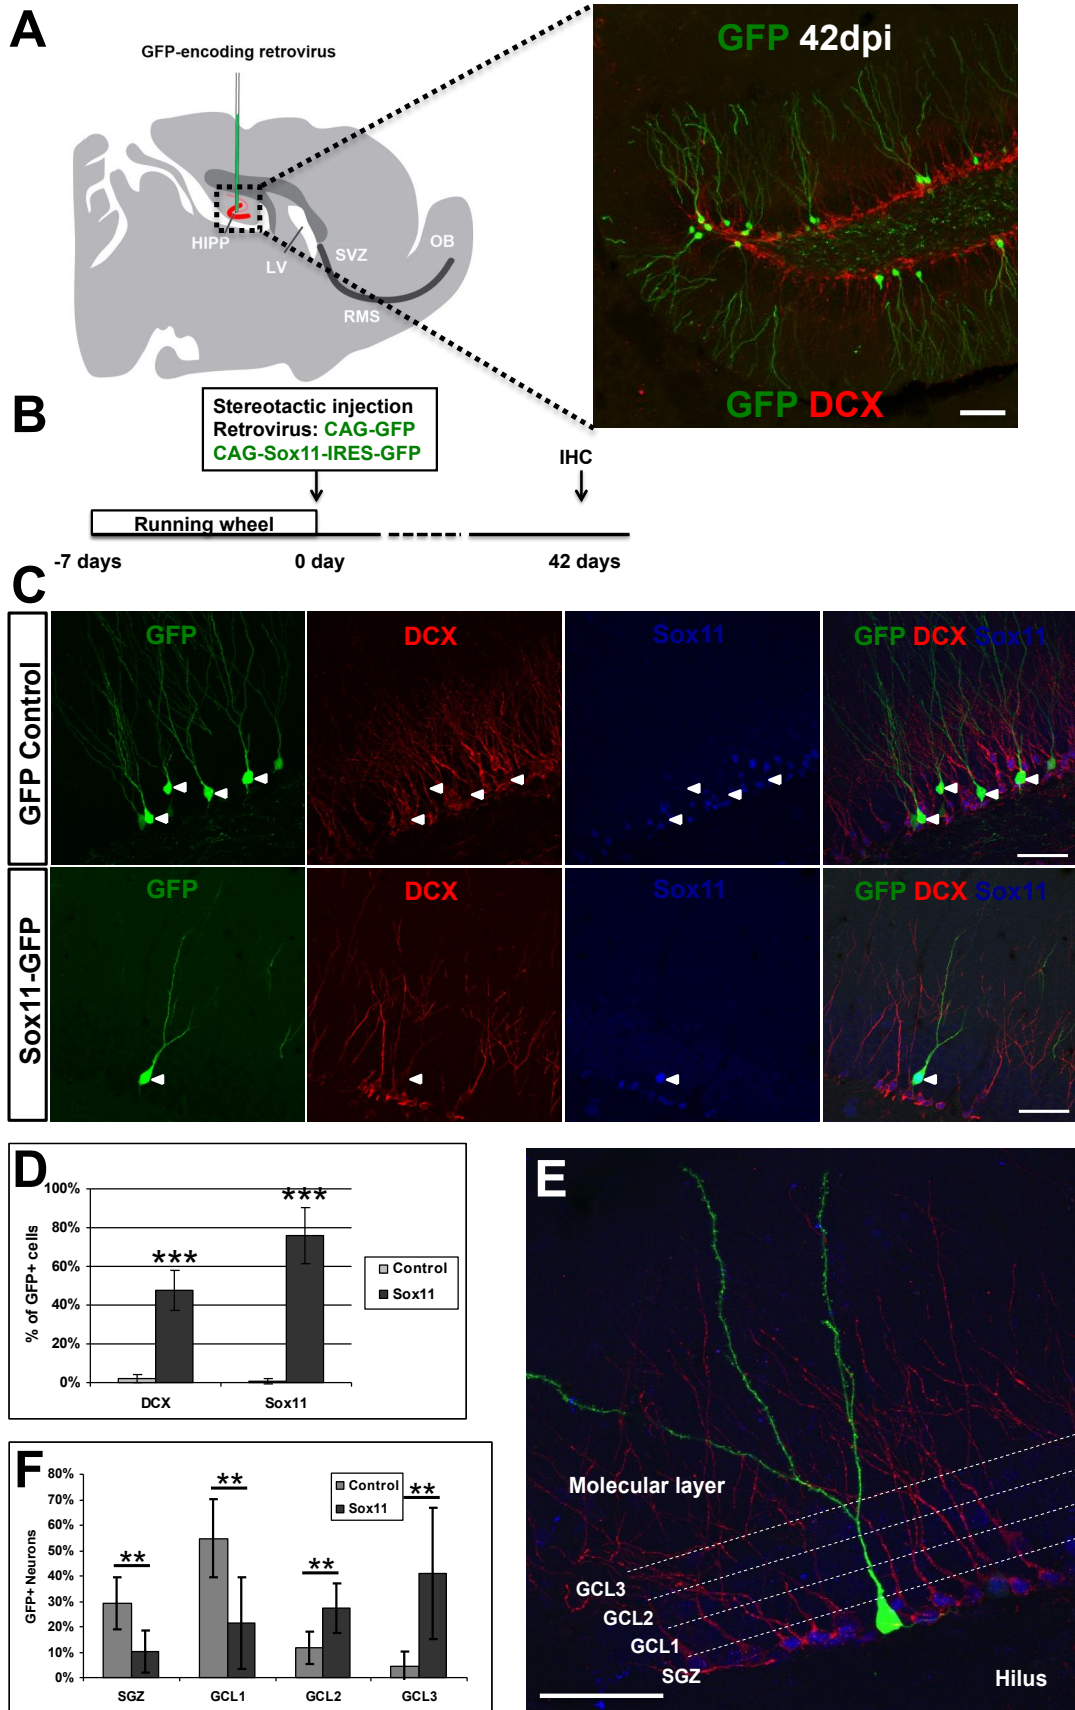 A
GFP-encoding retrovirus
HIPP
LV
SVZ
RMS
OB
GFP 42dpi
GFP DCX
B
Stereotactic injection
Retrovirus: CAG-GFP
CAG-Sox11-IRES-GFP
IHC
Running wheel
-7 days
0 day
42 days
C
GFP Control
GFP
DCX
Sox11
GFP DCX Sox11
Sox11-GFP
GFP
DCX
Sox11
GFP DCX Sox11
D
% of GFP+ cells
100%
80%
60%
40%
20%
0%
***
***
DCX
Sox11
Control
Sox11
E
Molecular layer
GCL3
GCL2
GCL1
SGZ
Hilus
F
GFP+ Neurons
80%
70%
60%
50%
40%
30%
20%
10%
0%
**
**
**
**
Control
Sox11
SGZ
GCL1
GCL2
GCL3